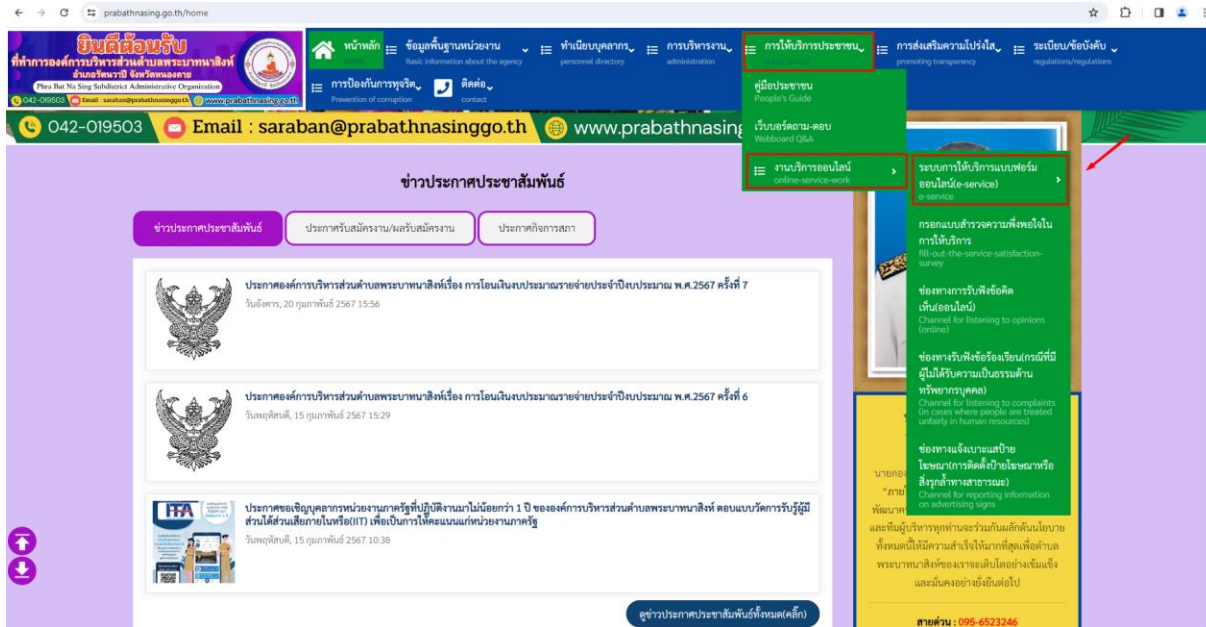 prabathnasing.go.th/home
ยินดีต้อนรับ
ที่ทำการองค์การบริหารส่วนตำบลพระบาทนาสิงห์
อำเภอรัตนวาปี จังหวัดหนองคาย
Phra Bat Na Sing Subdistrict Administrative Organization
042-019503 Email : saraban@prabathnasinggo.th www.prabathnasing.go.th
หน้าหลัก
ข้อมูลพื้นฐานหน่วยงาน
Basic information about the agency
ทำเนียบบุคลากร
personnel directory
การบริหารงาน
administration
การให้บริการประชาชน
การส่งเสริมความโปร่งใส
promoting transparency
ระเบียบ/ข้อบังคับ
regulations/regulations
การป้องกันการทุจริต
Prevention of corruption
ติดต่อ
contact
คู่มือประชาชน
People's Guide
เว็บบอร์ดถาม-ตอบ
Webboard Q&A
งานบริการออนไลน์
online-service-work
ระบบการให้บริการแบบฟอร์ม
ออนไลน์(e-service)
e-service
กรอกแบบสำรวจความพึงพอใจใน
การให้บริการ
fill-out-the-service-satisfaction-
survey
ช่องทางการรับฟังข้อคิด
เห็น(ออนไลน์)
Channel for listening to opinions
(online)
ช่องทางรับฟังข้อร้องเรียน(กรณีที่มี
ผู้ไม่ได้รับความเป็นธรรมด้าน
ทรัพยากรบุคคล)
Channel for listening to complaints
(in cases where people are treated
unfairly in human resources)
ช่องทางแจ้งเบาะแสป้าย
โฆษณา(การติดตั้งป้ายโฆษณาหรือ
สิ่งรุกล้ำทางสาธารณะ)
Channel for reporting information
on advertising signs
042-019503 Email : saraban@prabathnasinggo.th www.prabathnasing
ข่าวประกาศประชาสัมพันธ์
ข่าวประกาศประชาสัมพันธ์ ประกาศรับสมัครงาน/ผลรับสมัครงาน ประกาศกิจการสภา
ประกาศองค์การบริหารส่วนตำบลพระบาทนาสิงห์เรื่อง การโอนเงินงบประมาณรายจ่ายประจำปีงบประมาณ พ.ศ.2567 ครั้งที่ 7
วันอังคาร, 20 กุมภาพันธ์ 2567 15:56
ประกาศองค์การบริหารส่วนตำบลพระบาทนาสิงห์เรื่อง การโอนเงินงบประมาณรายจ่ายประจำปีงบประมาณ พ.ศ.2567 ครั้งที่ 6
วันพฤหัสบดี, 15 กุมภาพันธ์ 2567 15:29
ITA
ประกาศขอเชิญบุคลากรหน่วยงานภาครัฐที่ปฏิบัติงานมาไม่น้อยกว่า 1 ปี ขององค์การบริหารส่วนตำบลพระบาทนาสิงห์ ตอบแบบวัดการรับรู้ผู้มี
ส่วนได้ส่วนเสียภายในหรือ(IIT) เพื่อเป็นการให้คะแนนแก่หน่วยงานภาครัฐ
วันพฤหัสบดี, 15 กุมภาพันธ์ 2567 10:38
ดูข่าวประกาศประชาสัมพันธ์ทั้งหมด(คลิ๊ก)
นายกอง
"ภายใ
พัฒนาค
และทีมผู้บริหารทุกท่านจะร่วมกันผลักดันนโยบาย
ทั้งหมดนี้ให้มีความสำเร็จให้มากที่สุดเพื่อตำบล
พระบาทนาสิงห์ของเราจะเติบโตอย่างเข้มแข็ง
และมั่นคงอย่างยั่งยืนต่อไป
สายด่วน : 095-6523246